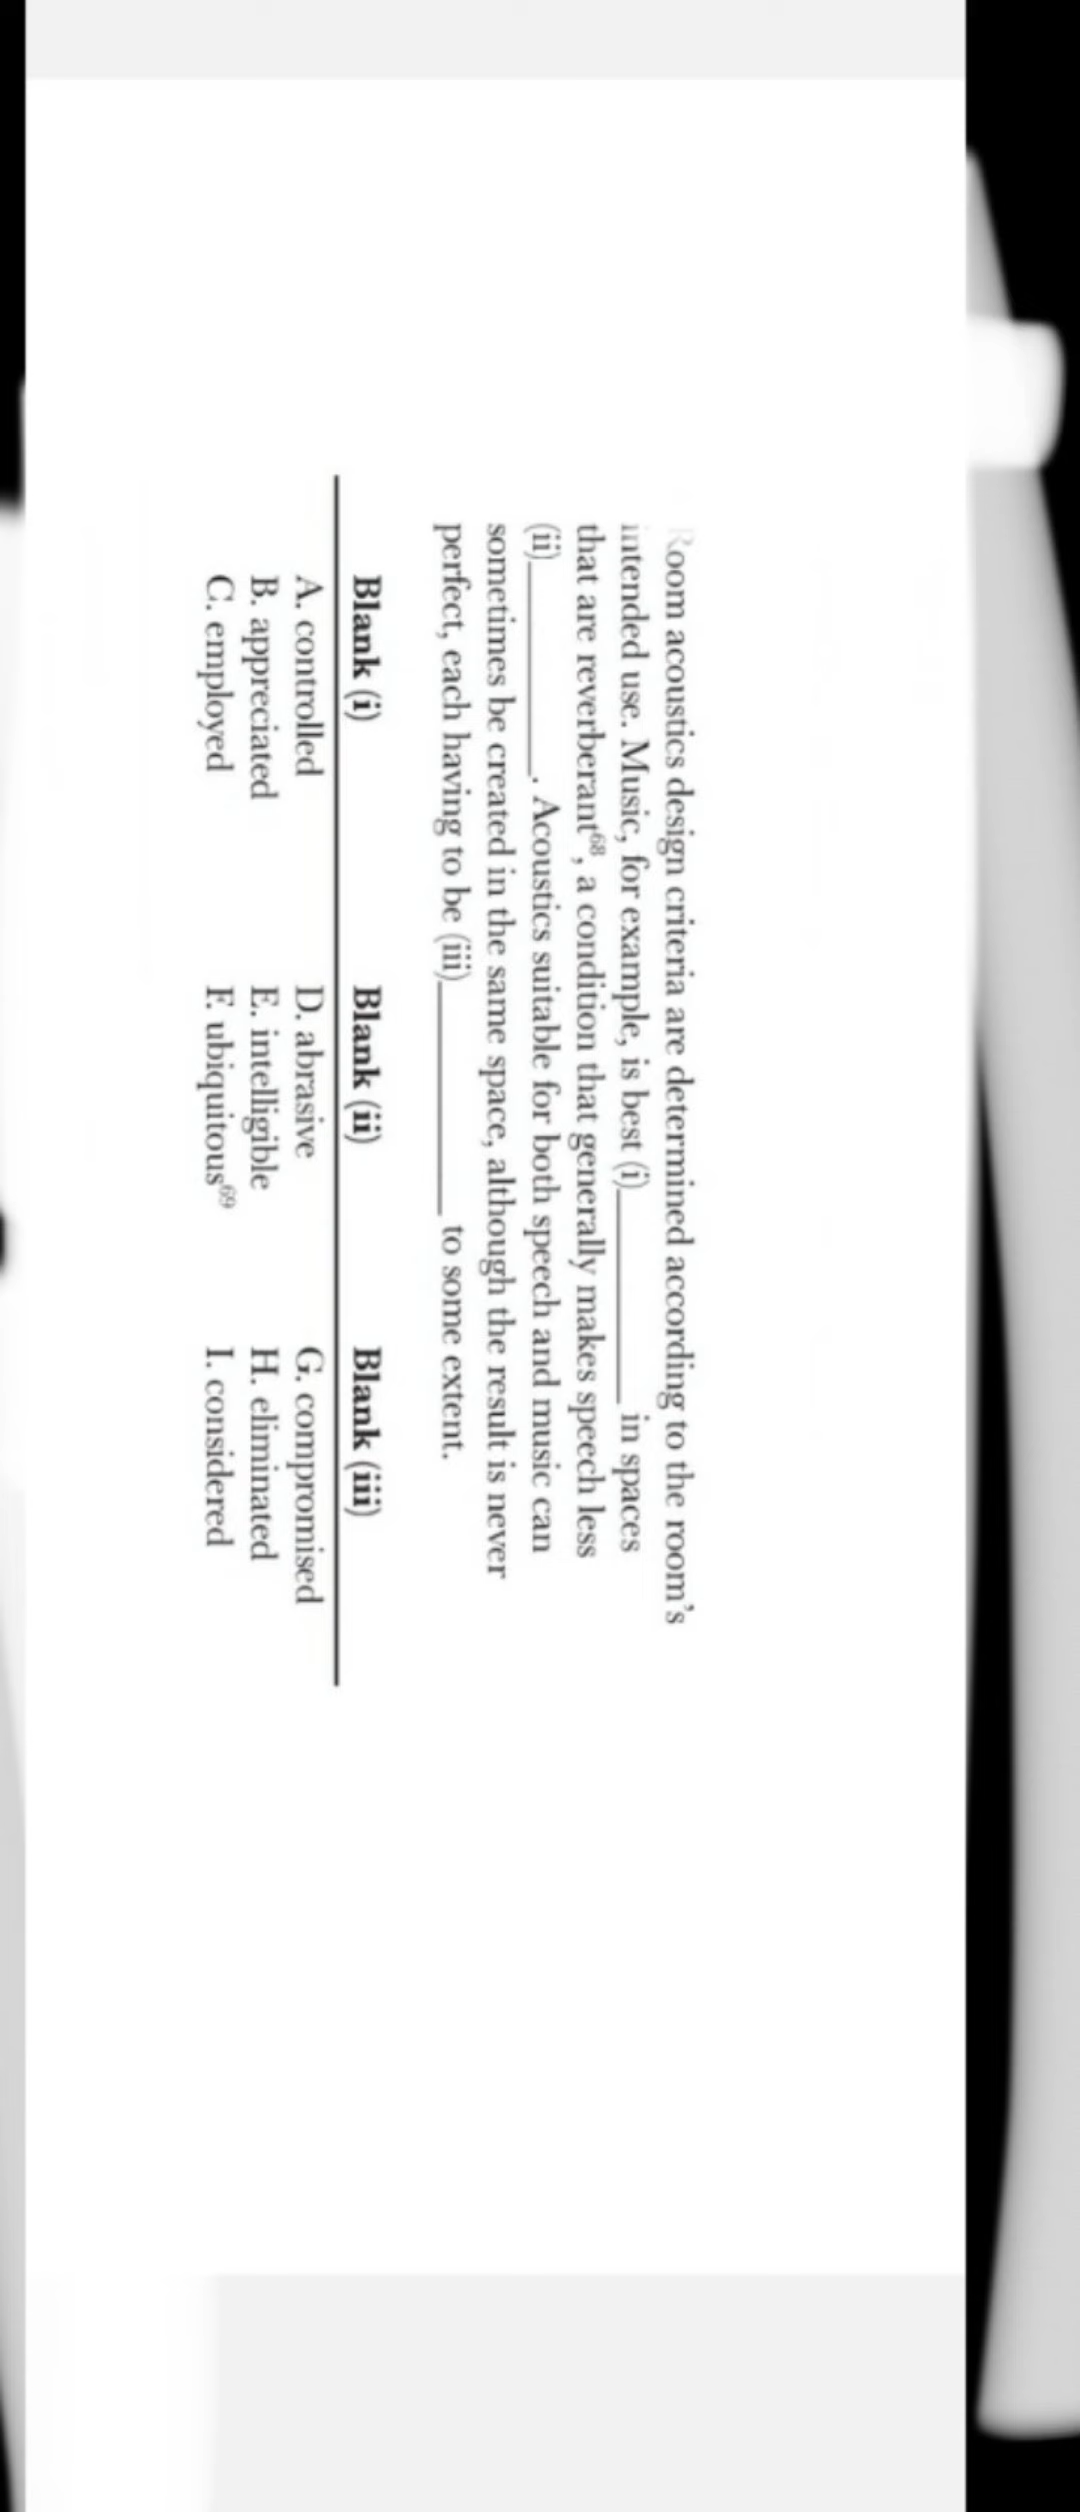 Room acoustics design criteria are determined according to the room's
intended use. Music, for example, is best (i)__________ in spaces
that are reverberant68, a condition that generally makes speech less
(ii)__________. Acoustics suitable for both speech and music can
sometimes be created in the same space, although the result is never
perfect, each having to be (iii)__________ to some extent.
Blank (i) Blank (ii) Blank (iii)
A. controlled D. abrasive G. compromised
B. appreciated E. intelligible H. eliminated
C. employed F. ubiquitous69 I. considered